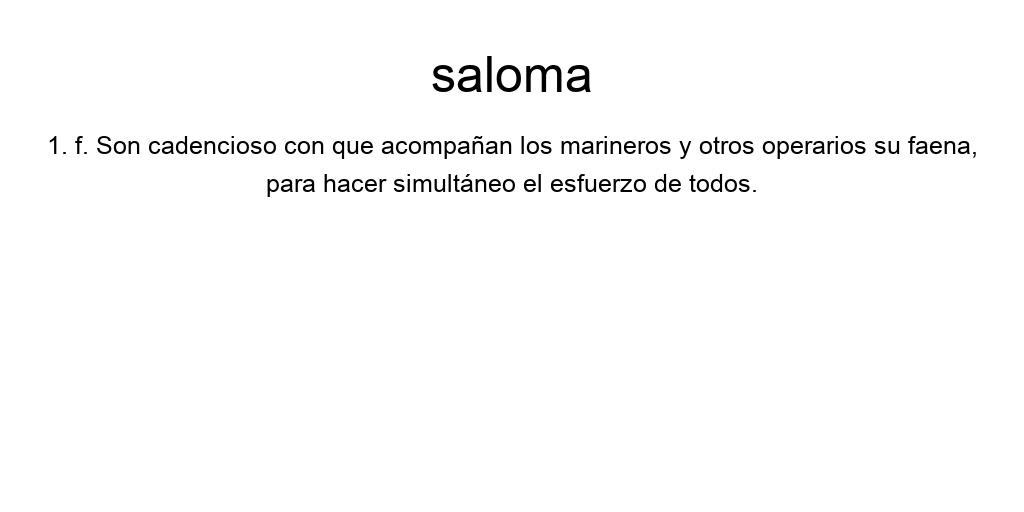 saloma
1. f. Son cadencioso con que acompañan los marineros y otros operarios su faena,
para hacer simultáneo el esfuerzo de todos.